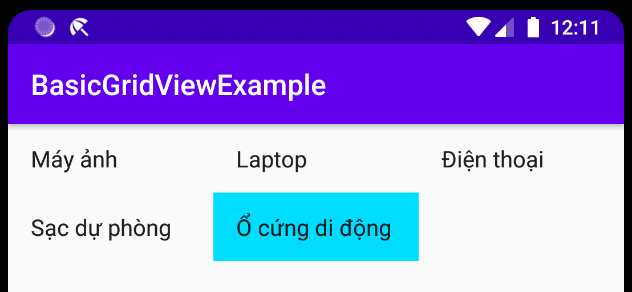 12:11
BasicGridViewExample
Máy ảnh Laptop Điện thoại
Sạc dự phòng Ổ cứng di động